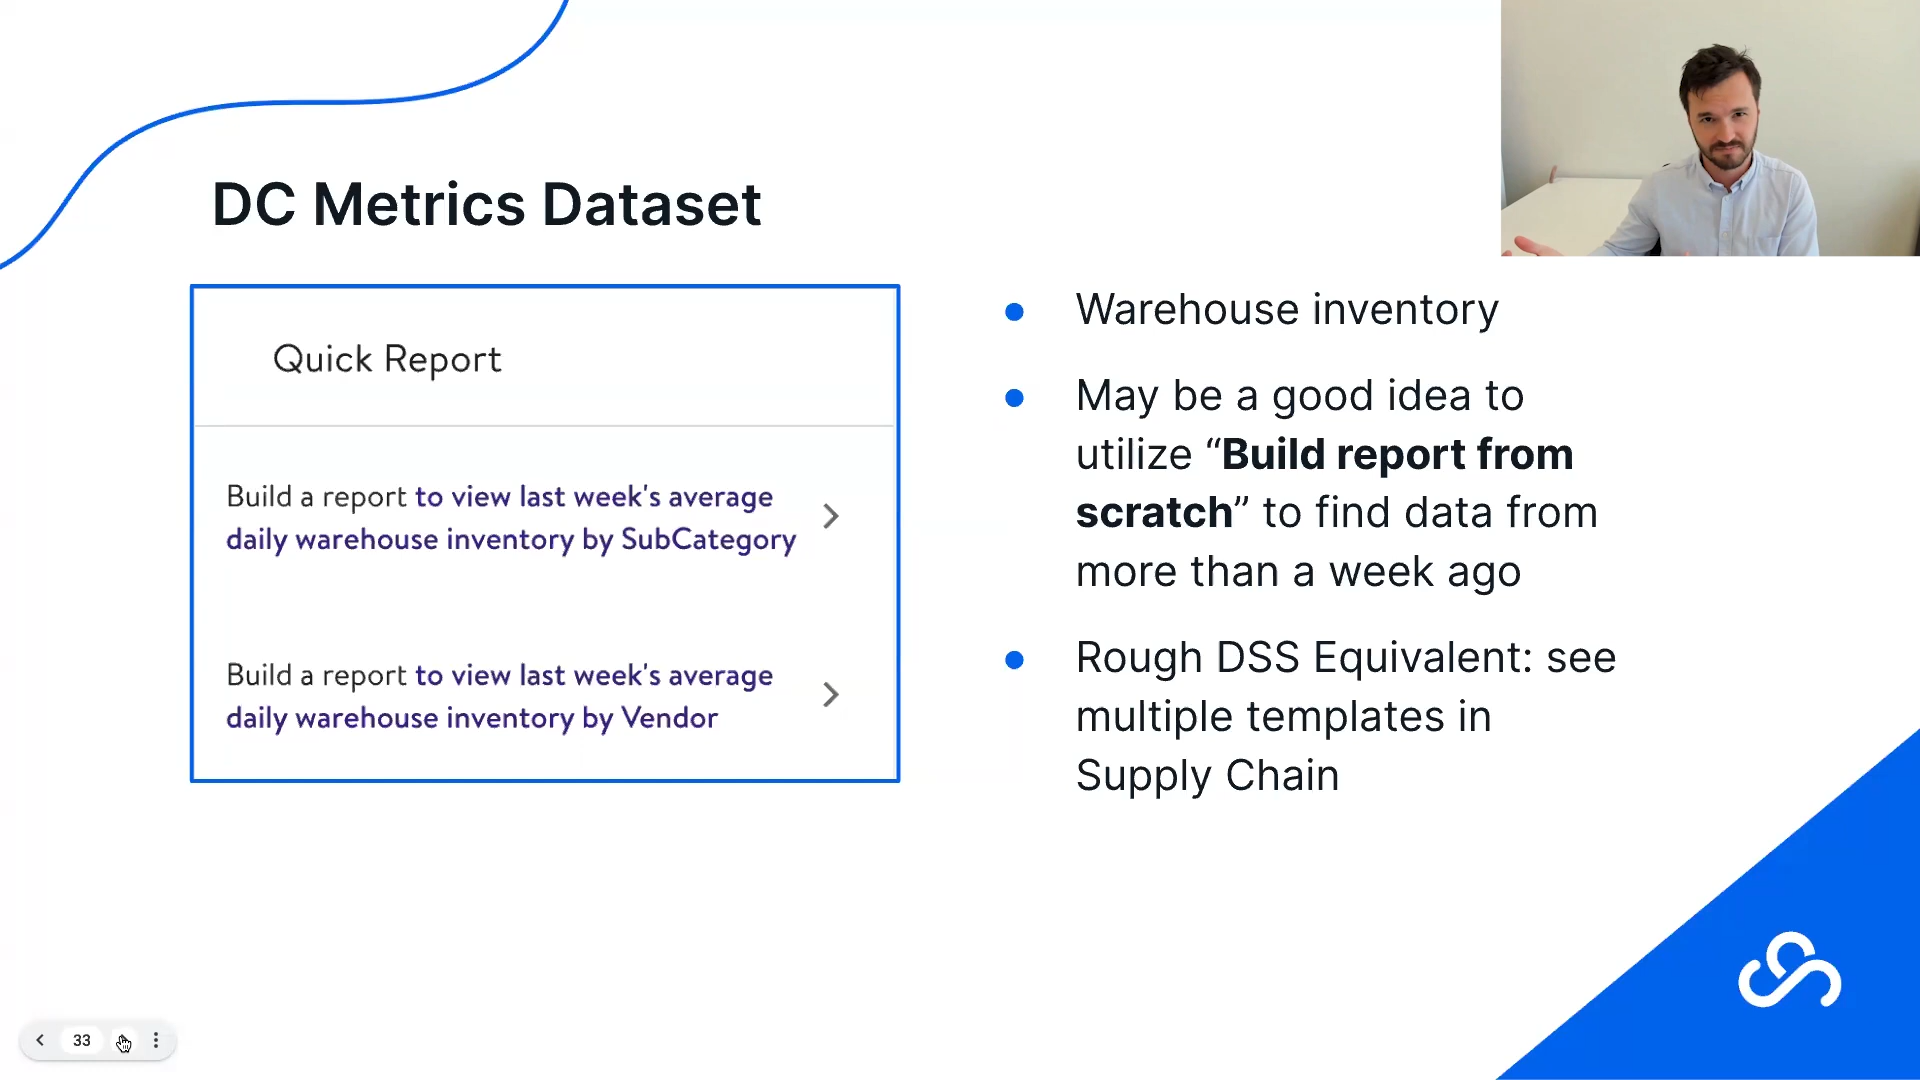 DC Metrics Dataset
Quick Report
Build a report to view last week's average
daily warehouse inventory by SubCategory
Build a report to view last week's average
daily warehouse inventory by Vendor
Warehouse inventory
May be a good idea to
utilize “Build report from
scratch” to find data from
more than a week ago
Rough DSS Equivalent: see
multiple templates in
Supply Chain
33